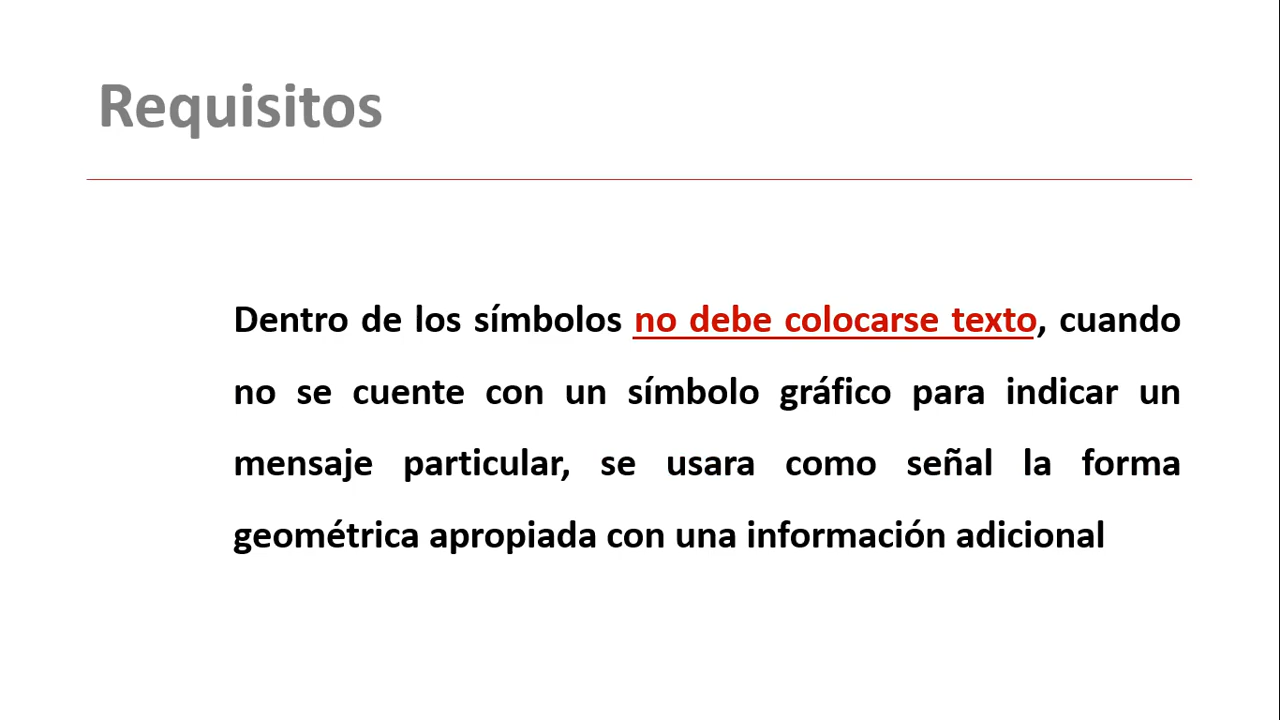 Requisitos
Dentro de los símbolos no debe colocarse texto, cuando
no se cuente con un símbolo gráfico para indicar un
mensaje particular, se usara como señal la forma
geométrica apropiada con una información adicional